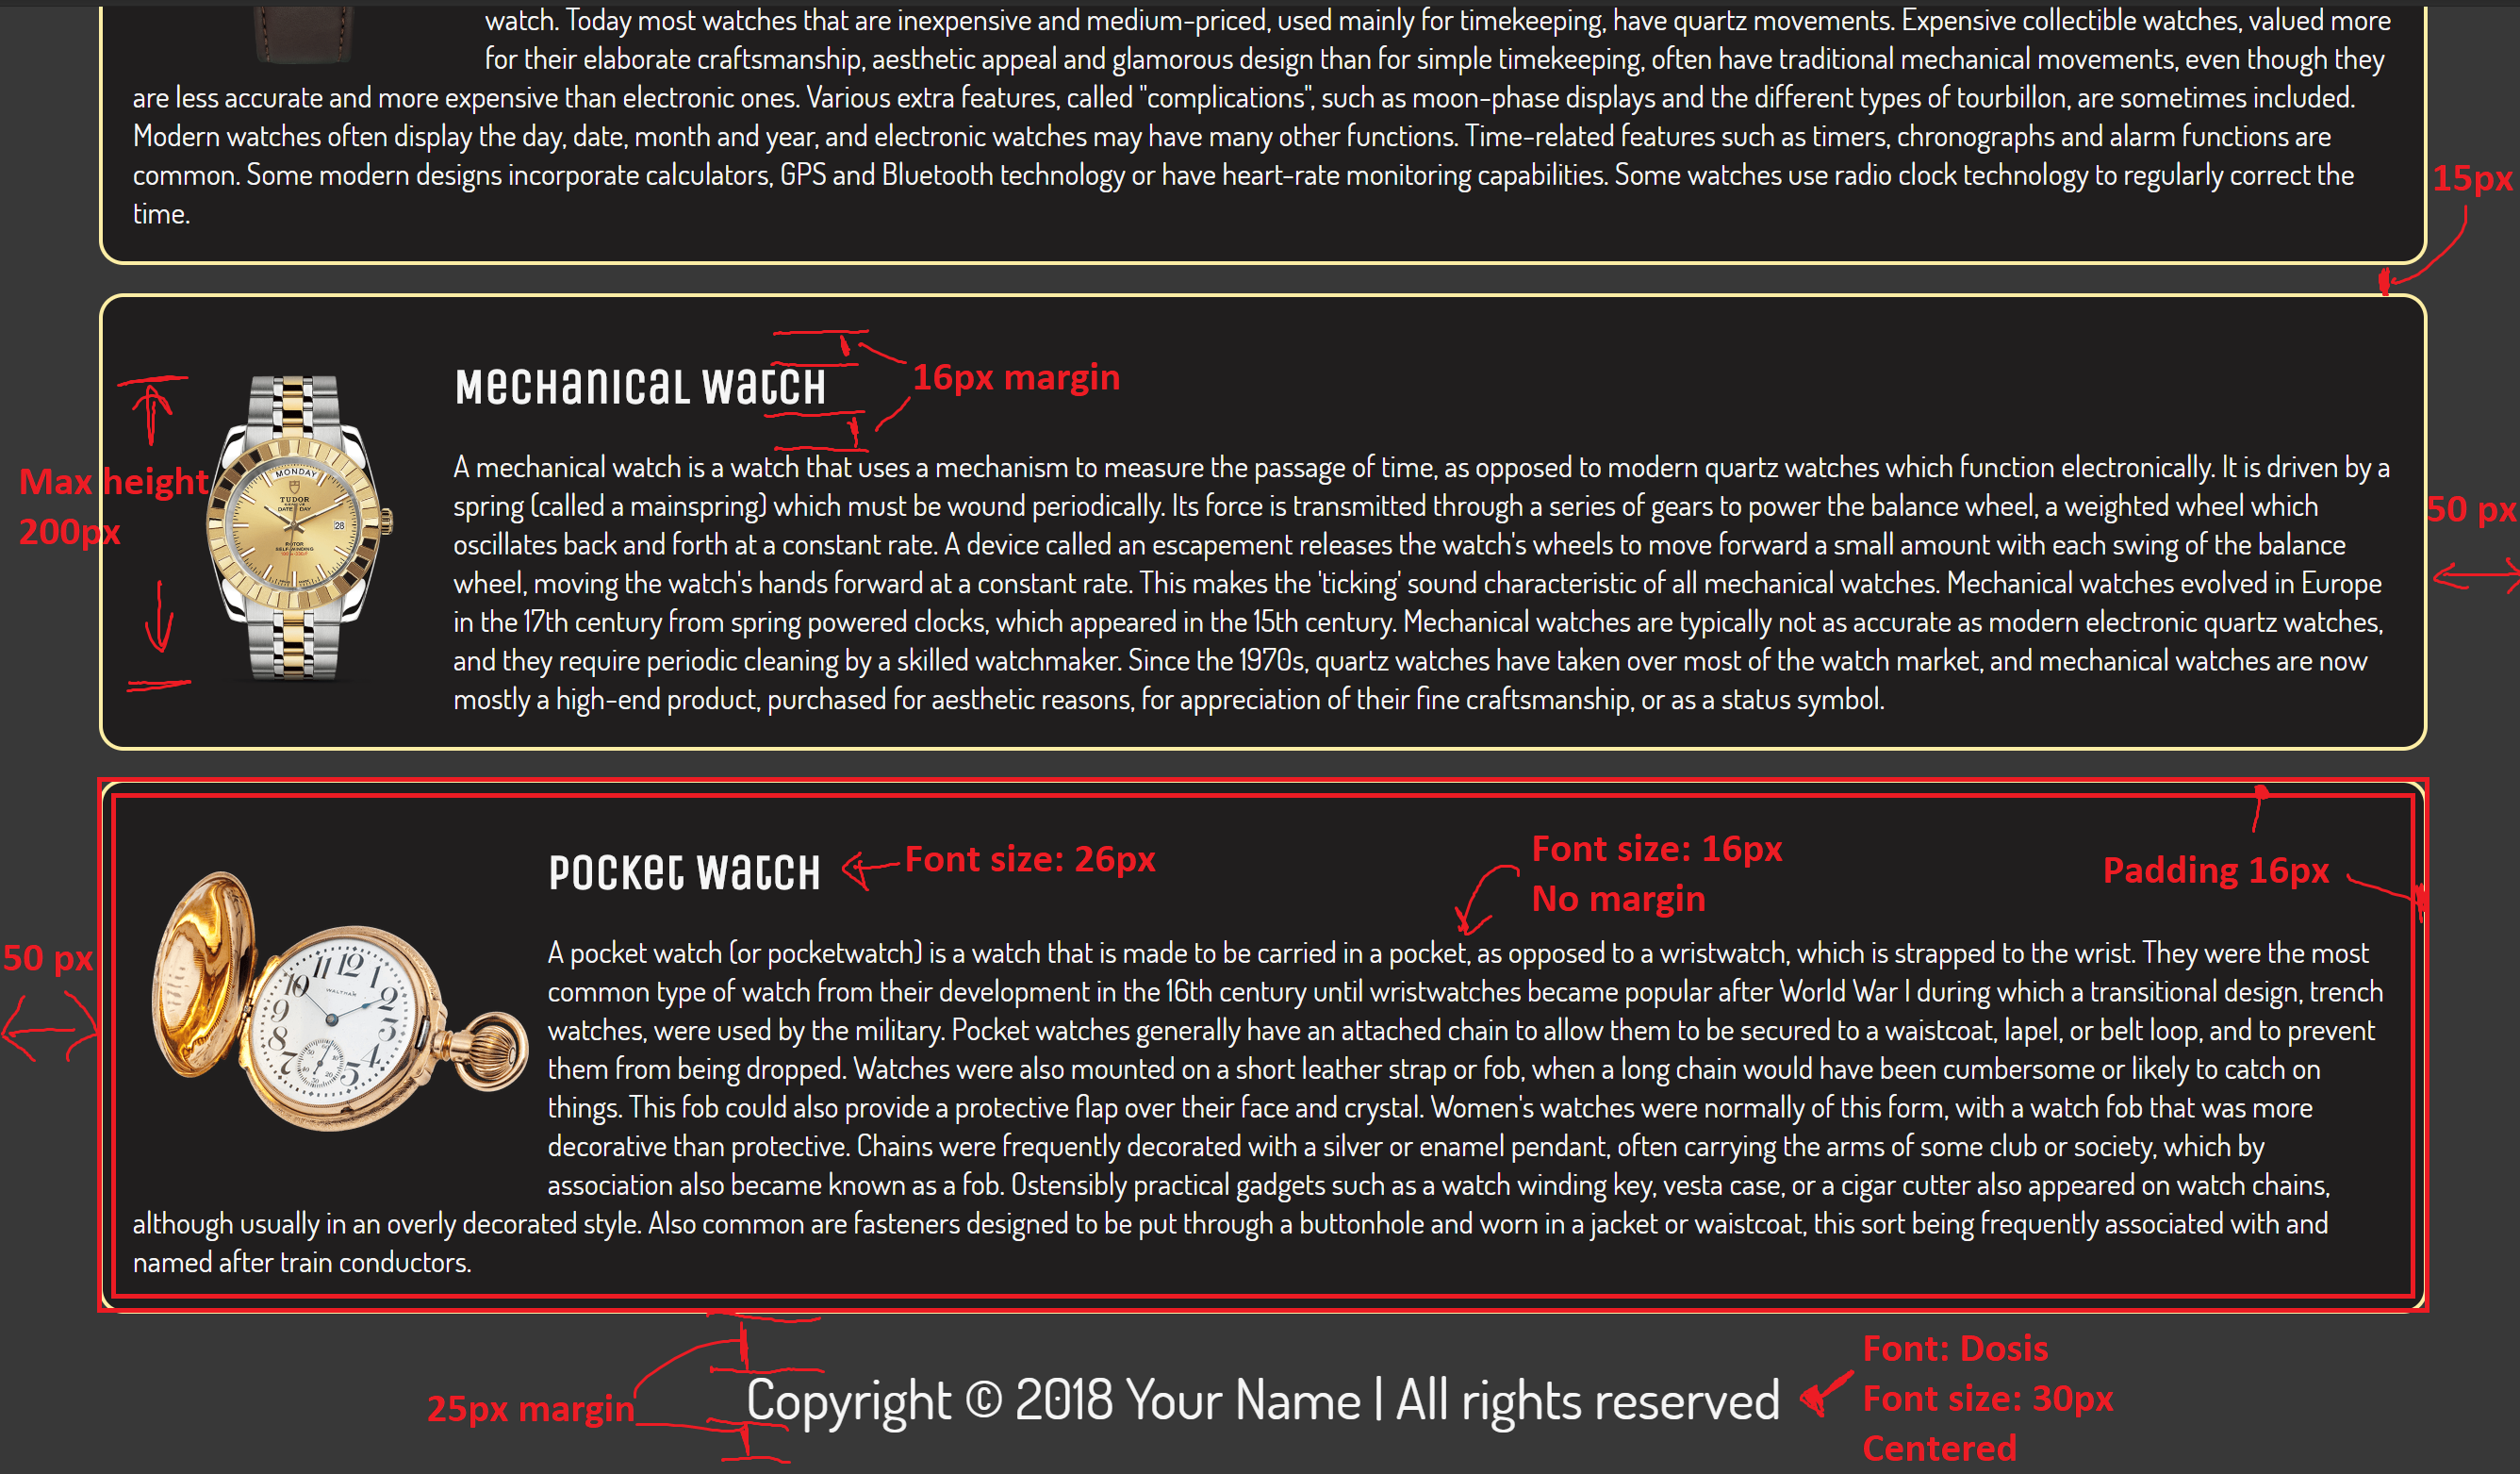 watch. Today most watches that are inexpensive and medium-priced, used mainly for timekeeping, have quartz movements. Expensive collectible watches, valued more
for their elaborate craftsmanship, aesthetic appeal and glamorous design than for simple timekeeping, often have traditional mechanical movements, even though they
are less accurate and more expensive than electronic ones. Various extra features, called "complications", such as moon-phase displays and the different types of tourbillon, are sometimes included.
Modern watches often display the day, date, month and year, and electronic watches may have many other functions. Time-related features such as timers, chronographs and alarm functions are
common. Some modern designs incorporate calculators, GPS and Bluetooth technology or have heart-rate monitoring capabilities. Some watches use radio clock technology to regularly correct the
time.
15px
Mechanical Watch
16px margin
Max height
200px
MONDAY
TUDOR
DATE DAY
28
ROTOR
SELF-WINDING
A mechanical watch is a watch that uses a mechanism to measure the passage of time, as opposed to modern quartz watches which function electronically. It is driven by a
spring (called a mainspring) which must be wound periodically. Its force is transmitted through a series of gears to power the balance wheel, a weighted wheel which
oscillates back and forth at a constant rate. A device called an escapement releases the watch's wheels to move forward a small amount with each swing of the balance
wheel, moving the watch's hands forward at a constant rate. This makes the 'ticking' sound characteristic of all mechanical watches. Mechanical watches evolved in Europe
in the 17th century from spring powered clocks, which appeared in the 15th century. Mechanical watches are typically not as accurate as modern electronic quartz watches,
and they require periodic cleaning by a skilled watchmaker. Since the 1970s, quartz watches have taken over most of the watch market, and mechanical watches are now
mostly a high-end product, purchased for aesthetic reasons, for appreciation of their fine craftsmanship, or as a status symbol.
50 px
Pocket Watch
Font size: 26px
Font size: 16px
No margin
Padding 16px
50 px
11 12 1
10 2
9
8 4
7 5
WALTHAM
A pocket watch (or pocketwatch) is a watch that is made to be carried in a pocket, as opposed to a wristwatch, which is strapped to the wrist. They were the most
common type of watch from their development in the 16th century until wristwatches became popular after World War I during which a transitional design, trench
watches, were used by the military. Pocket watches generally have an attached chain to allow them to be secured to a waistcoat, lapel, or belt loop, and to prevent
them from being dropped. Watches were also mounted on a short leather strap or fob, when a long chain would have been cumbersome or likely to catch on
things. This fob could also provide a protective flap over their face and crystal. Women's watches were normally of this form, with a watch fob that was more
decorative than protective. Chains were frequently decorated with a silver or enamel pendant, often carrying the arms of some club or society, which by
association also became known as a fob. Ostensibly practical gadgets such as a watch winding key, vesta case, or a cigar cutter also appeared on watch chains,
although usually in an overly decorated style. Also common are fasteners designed to be put through a buttonhole and worn in a jacket or waistcoat, this sort being frequently associated with and
named after train conductors.
25px margin
Copyright © 2018 Your Name | All rights reserved
Font: Dosis
Font size: 30px
Centered